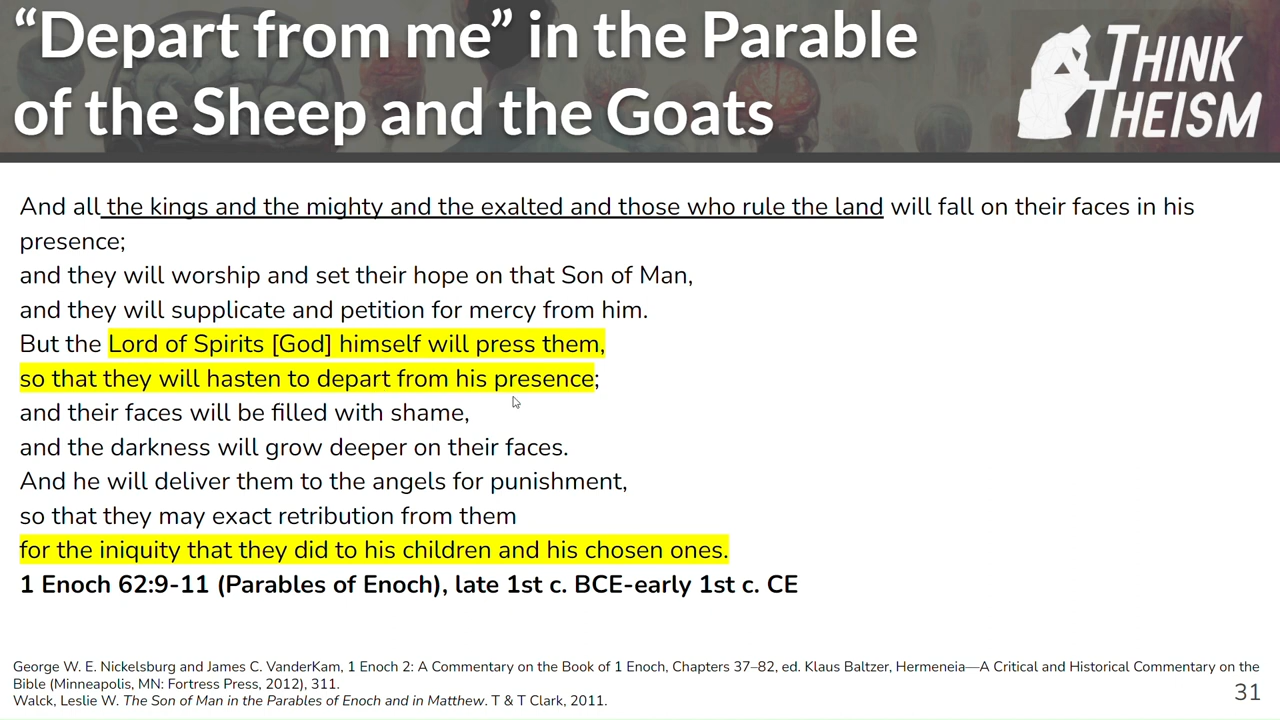 “Depart from me” in the Parable
of the Sheep and the Goats
THINK
THEISM
And all the kings and the mighty and the exalted and those who rule the land will fall on their faces in his
presence;
and they will worship and set their hope on that Son of Man,
and they will supplicate and petition for mercy from him.
But the Lord of Spirits [God] himself will press them,
so that they will hasten to depart from his presence;
and their faces will be filled with shame,
and the darkness will grow deeper on their faces.
And he will deliver them to the angels for punishment,
so that they may exact retribution from them
for the iniquity that they did to his children and his chosen ones.
1 Enoch 62:9-11 (Parables of Enoch), late 1st c. BCE-early 1st c. CE
George W. E. Nickelsburg and James C. VanderKam, 1 Enoch 2: A Commentary on the Book of 1 Enoch, Chapters 37–82, ed. Klaus Baltzer, Hermeneia—A Critical and Historical Commentary on the
Bible (Minneapolis, MN: Fortress Press, 2012), 311.
Walck, Leslie W. The Son of Man in the Parables of Enoch and in Matthew. T & T Clark, 2011.
31